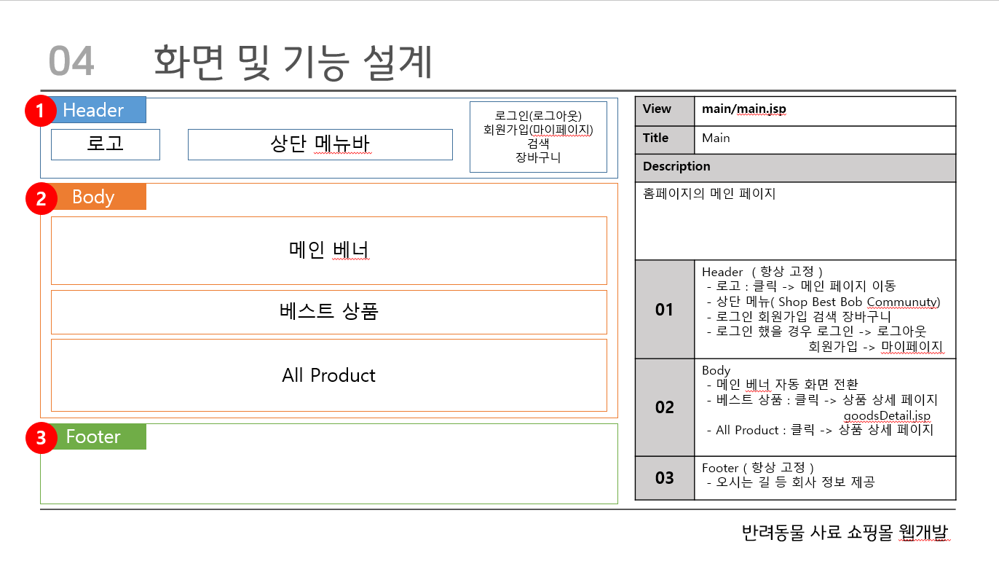 04 화면 및 기능 설계
1 Header
로고
상단 메뉴바
로그인(로그아웃)
회원가입(마이페이지)
검색
장바구니
2 Body
메인 베너
베스트 상품
All Product
3 Footer
View main/main.jsp
Title Main
Description
홈페이지의 메인 페이지
01
Header ( 항상 고정 )
- 로고 : 클릭 -> 메인 페이지 이동
- 상단 메뉴( Shop Best Bob Communuty)
- 로그인 회원가입 검색 장바구니
- 로그인 했을 경우 로그인 -> 로그아웃
회원가입 -> 마이페이지
02
Body
- 메인 베너 자동 화면 전환
- 베스트 상품 : 클릭 -> 상품 상세 페이지
goodsDetail.jsp
- All Product : 클릭 -> 상품 상세 페이지
03
Footer ( 항상 고정 )
- 오시는 길 등 회사 정보 제공
반려동물 사료 쇼핑몰 웹개발